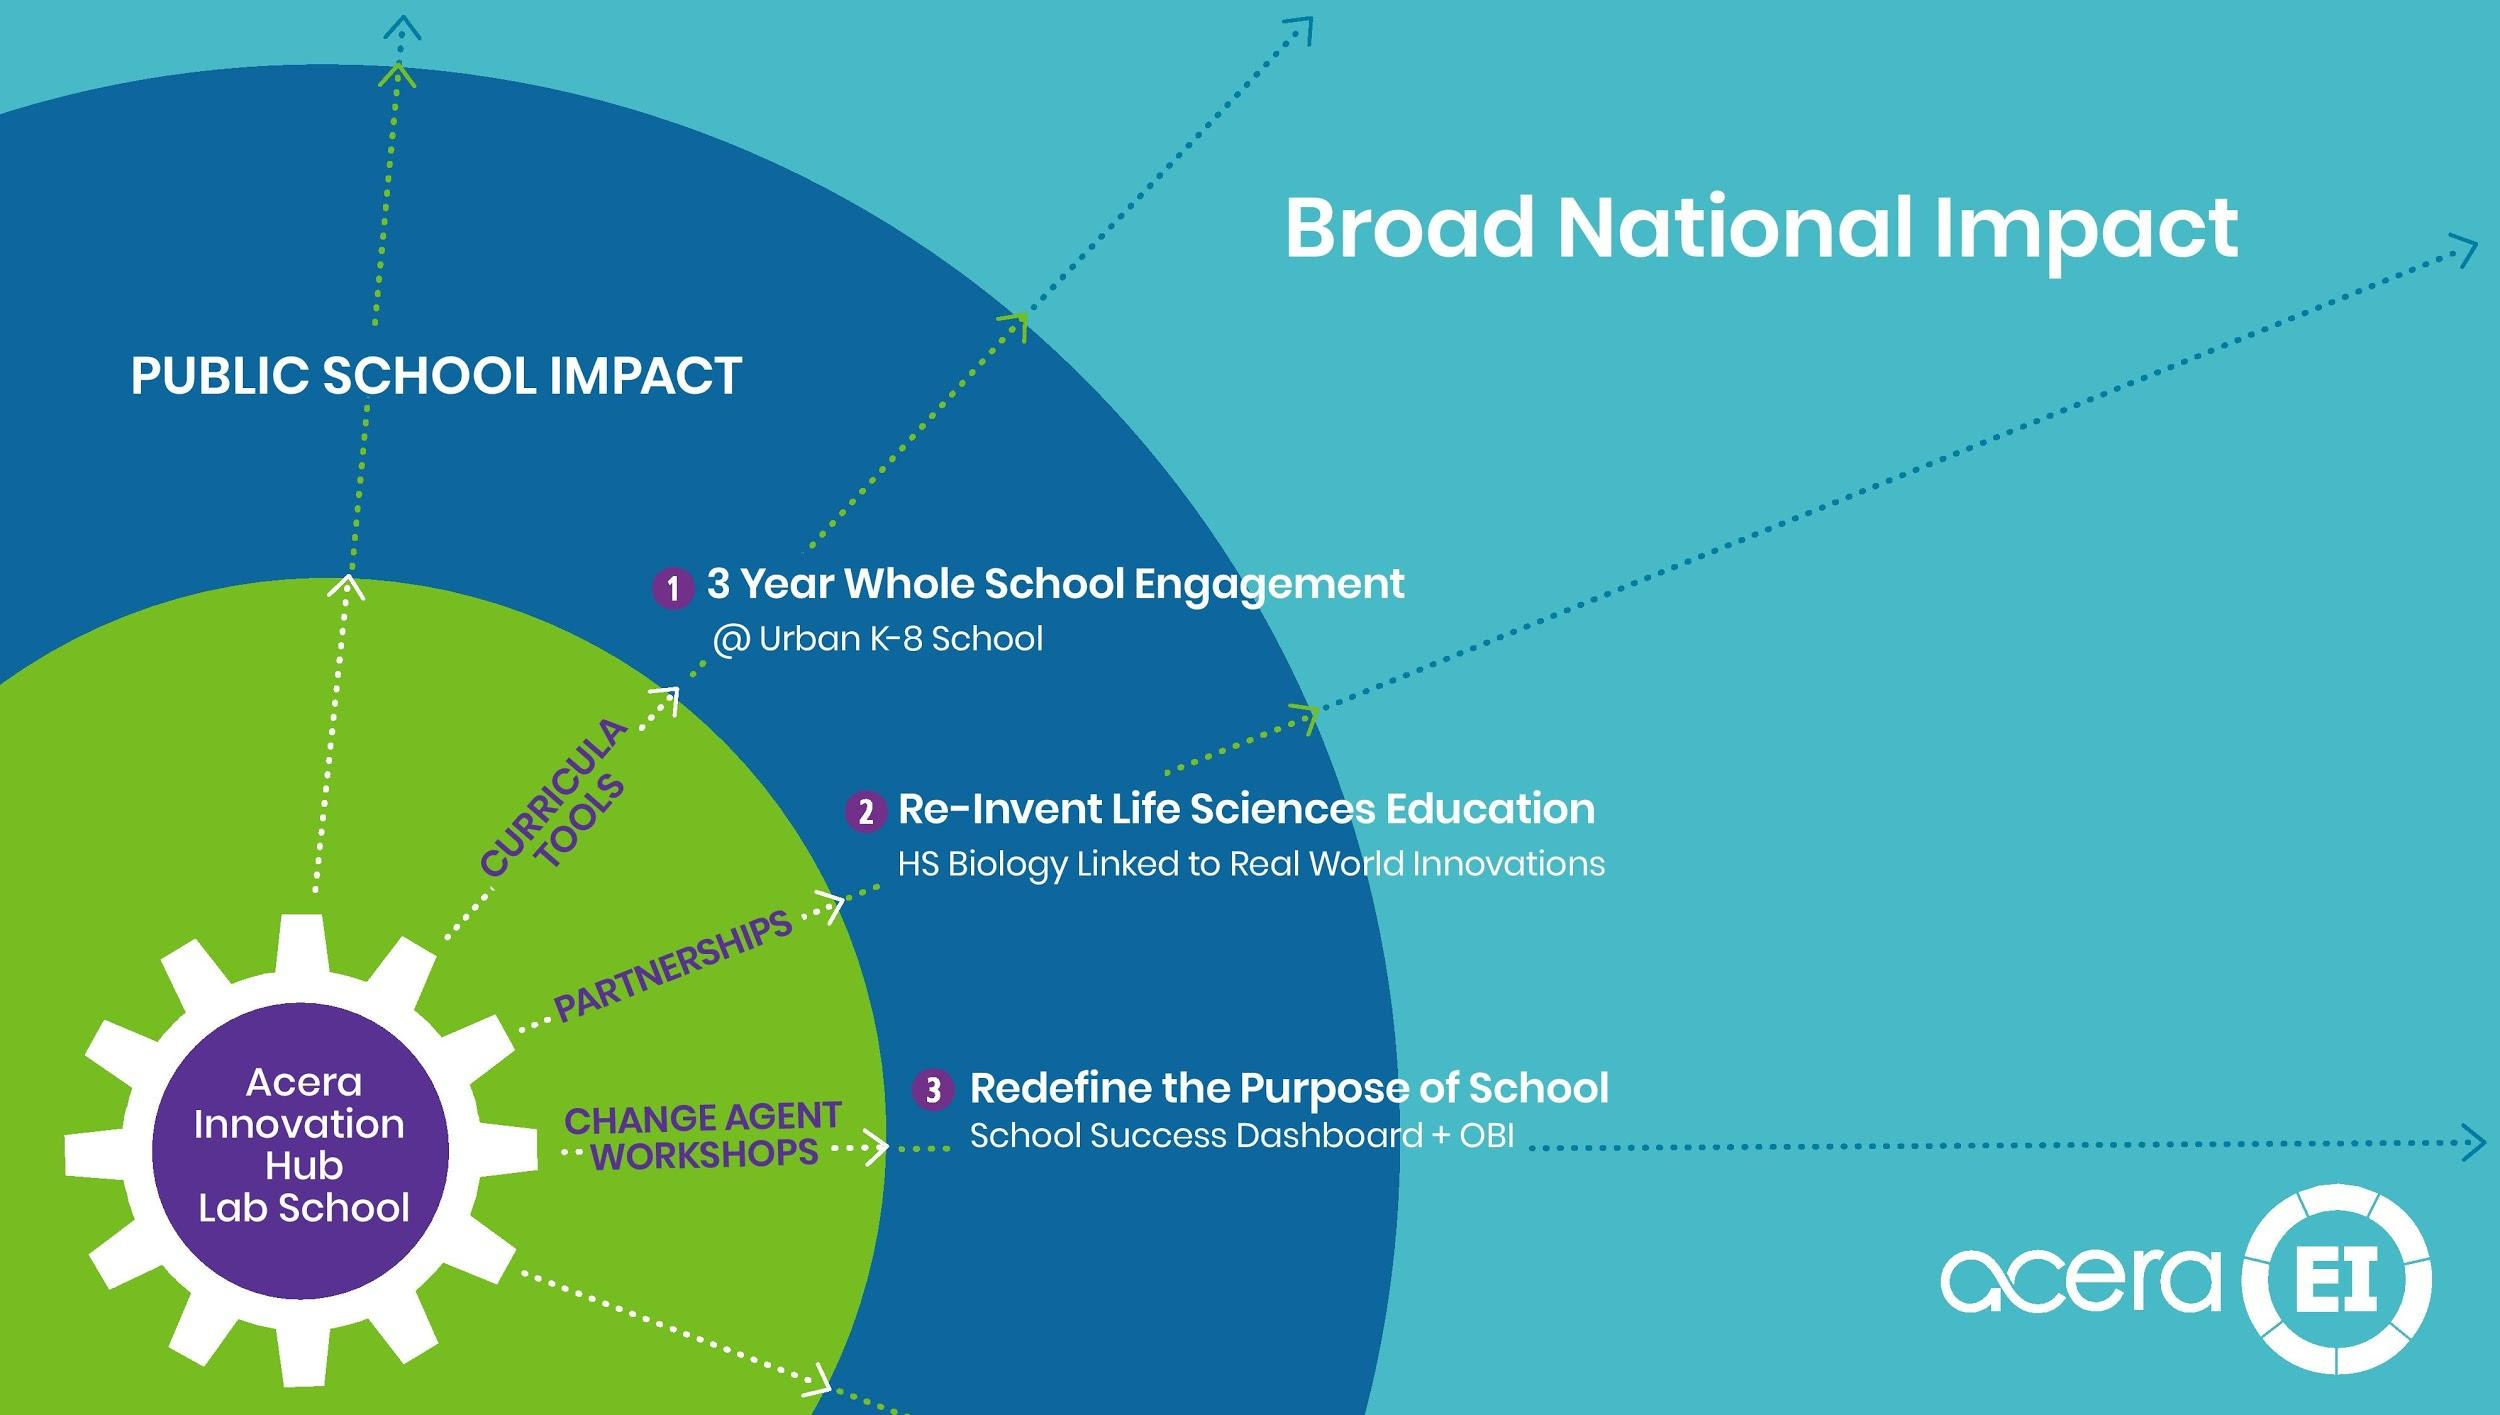 Broad National Impact
PUBLIC SCHOOL IMPACT
1 3 Year Whole School Engagement
@ Urban K-8 School
CURRICULA
TOOLS
2 Re-Invent Life Sciences Education
HS Biology Linked to Real World Innovations
PARTNERSHIPS
3 Redefine the Purpose of School
School Success Dashboard + OBI
CHANGE AGENT
WORKSHOPS
Acera
Innovation
Hub
Lab School
acera EI